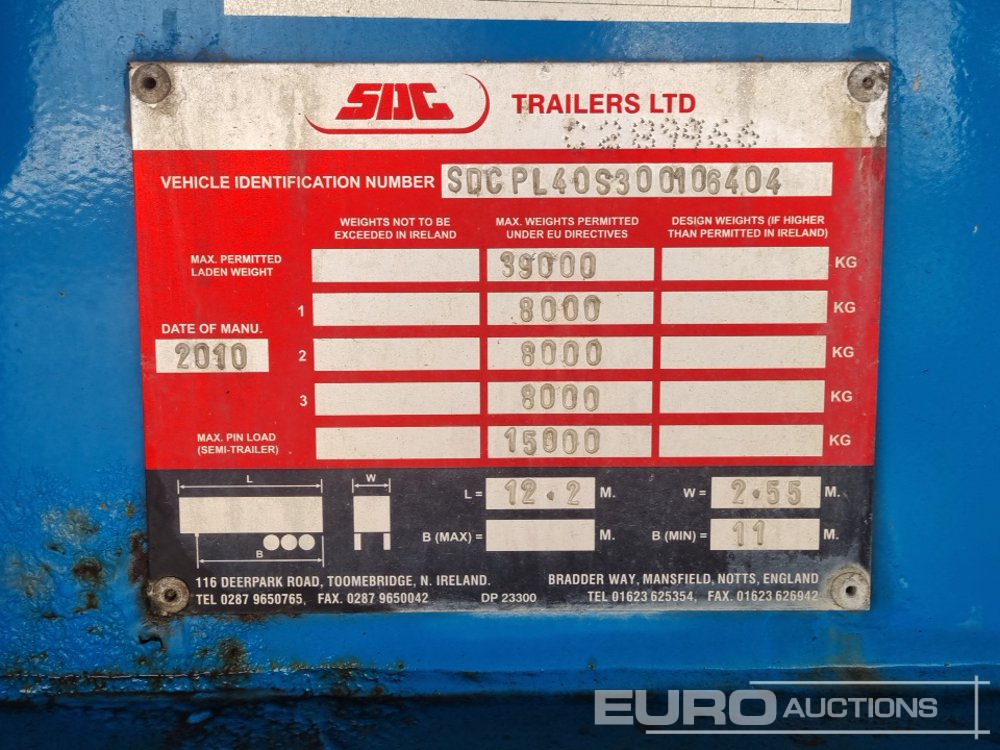 SDC TRAILERS LTD
C281966
VEHICLE IDENTIFICATION NUMBER SDCPL40S300106404
WEIGHTS NOT TO BE EXCEEDED IN IRELAND
MAX. WEIGHTS PERMITTED UNDER EU DIRECTIVES
DESIGN WEIGHTS (IF HIGHER THAN PERMITTED IN IRELAND)
MAX. PERMITTED LADEN WEIGHT 39000 KG
1 8000 KG
DATE OF MANU.
2010
2 8000 KG
3 8000 KG
MAX. PIN LOAD (SEMI-TRAILER) 15000 KG
L W L = 12.2 M. W = 2.55 M.
B B (MAX) = M. B (MIN) = 11 M.
116 DEERPARK ROAD, TOOMEBRIDGE, N. IRELAND. BRADDER WAY, MANSFIELD, NOTTS, ENGLAND
TEL 0287 9650765, FAX. 0287 9650042 DP 23300 TEL 01623 625354, FAX. 01623 626942
EURO AUCTIONS